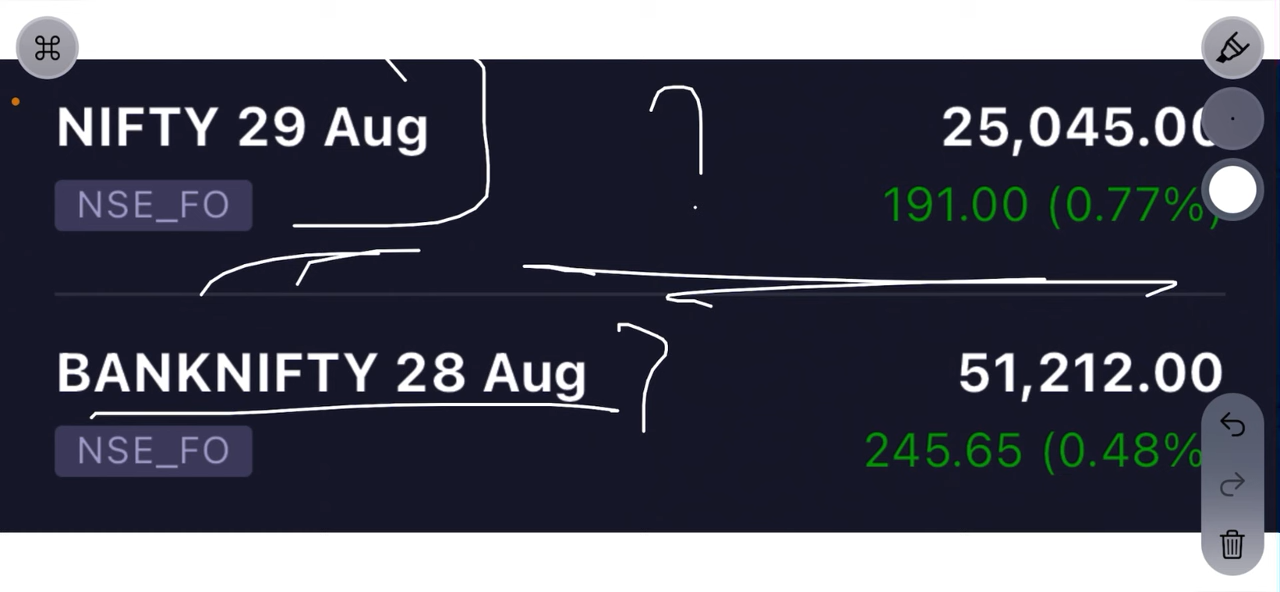 NIFTY 29 Aug 25,045.00
NSE_FO 191.00 (0.77%)
BANKNIFTY 28 Aug 51,212.00
NSE_FO 245.65 (0.48%